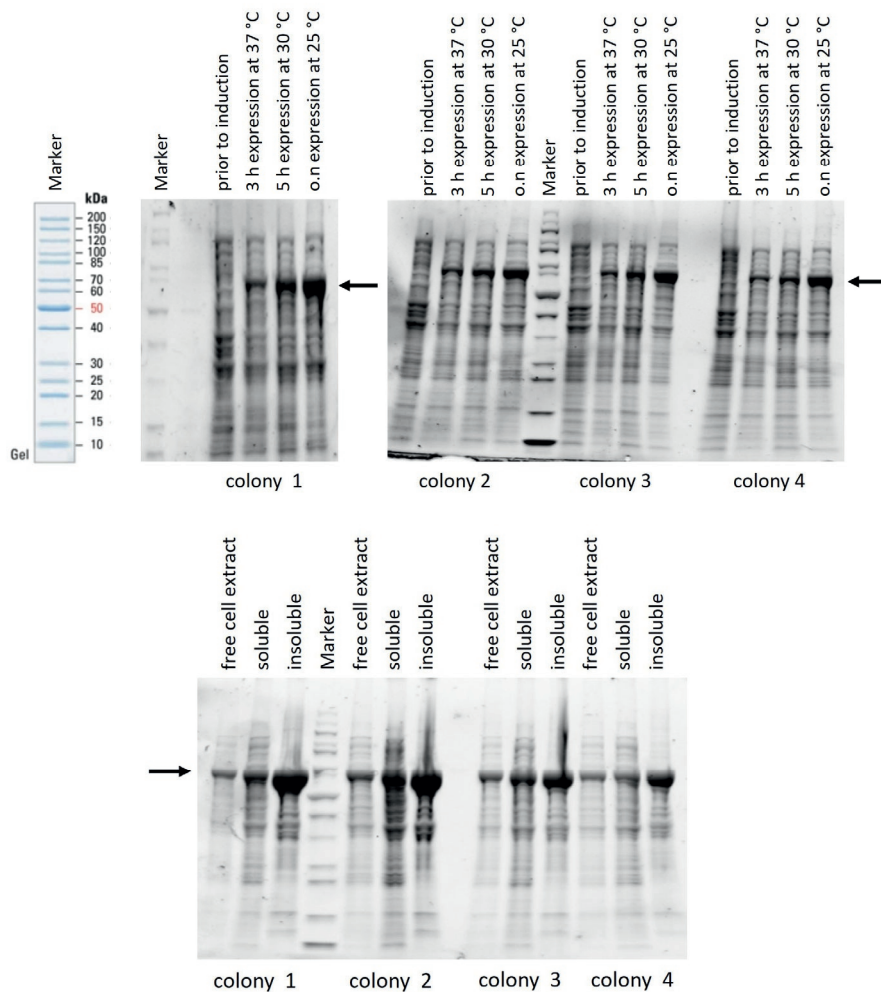 Marker
kDa
200
150
120
100
85
70
60
50
40
30
25
20
15
10
Gel
Marker
prior to induction
3 h expression at 37 °C
5 h expression at 30 °C
o.n expression at 25 °C
colony 1
prior to induction
3 h expression at 37 °C
5 h expression at 30 °C
o.n expression at 25 °C
Marker
prior to induction
3 h expression at 37 °C
5 h expression at 30 °C
o.n expression at 25 °C
prior to induction
3 h expression at 37 °C
5 h expression at 30 °C
o.n expression at 25 °C
colony 2
colony 3
colony 4
free cell extract
soluble
insoluble
Marker
free cell extract
soluble
insoluble
free cell extract
soluble
insoluble
free cell extract
soluble
insoluble
colony 1
colony 2
colony 3
colony 4